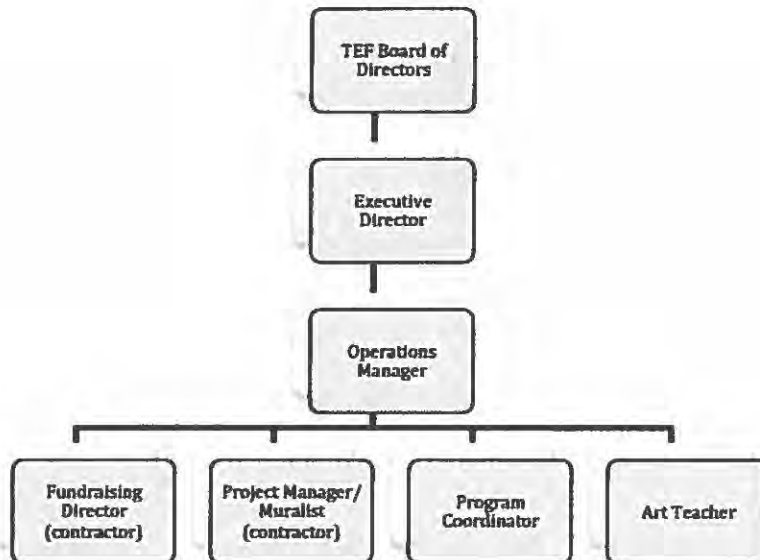 TEF Board of
Directors
Executive
Director
Operations
Manager
Fundraising
Director
(contractor)
Project Manager/
Muralist
(contractor)
Program
Coordinator
Art Teacher